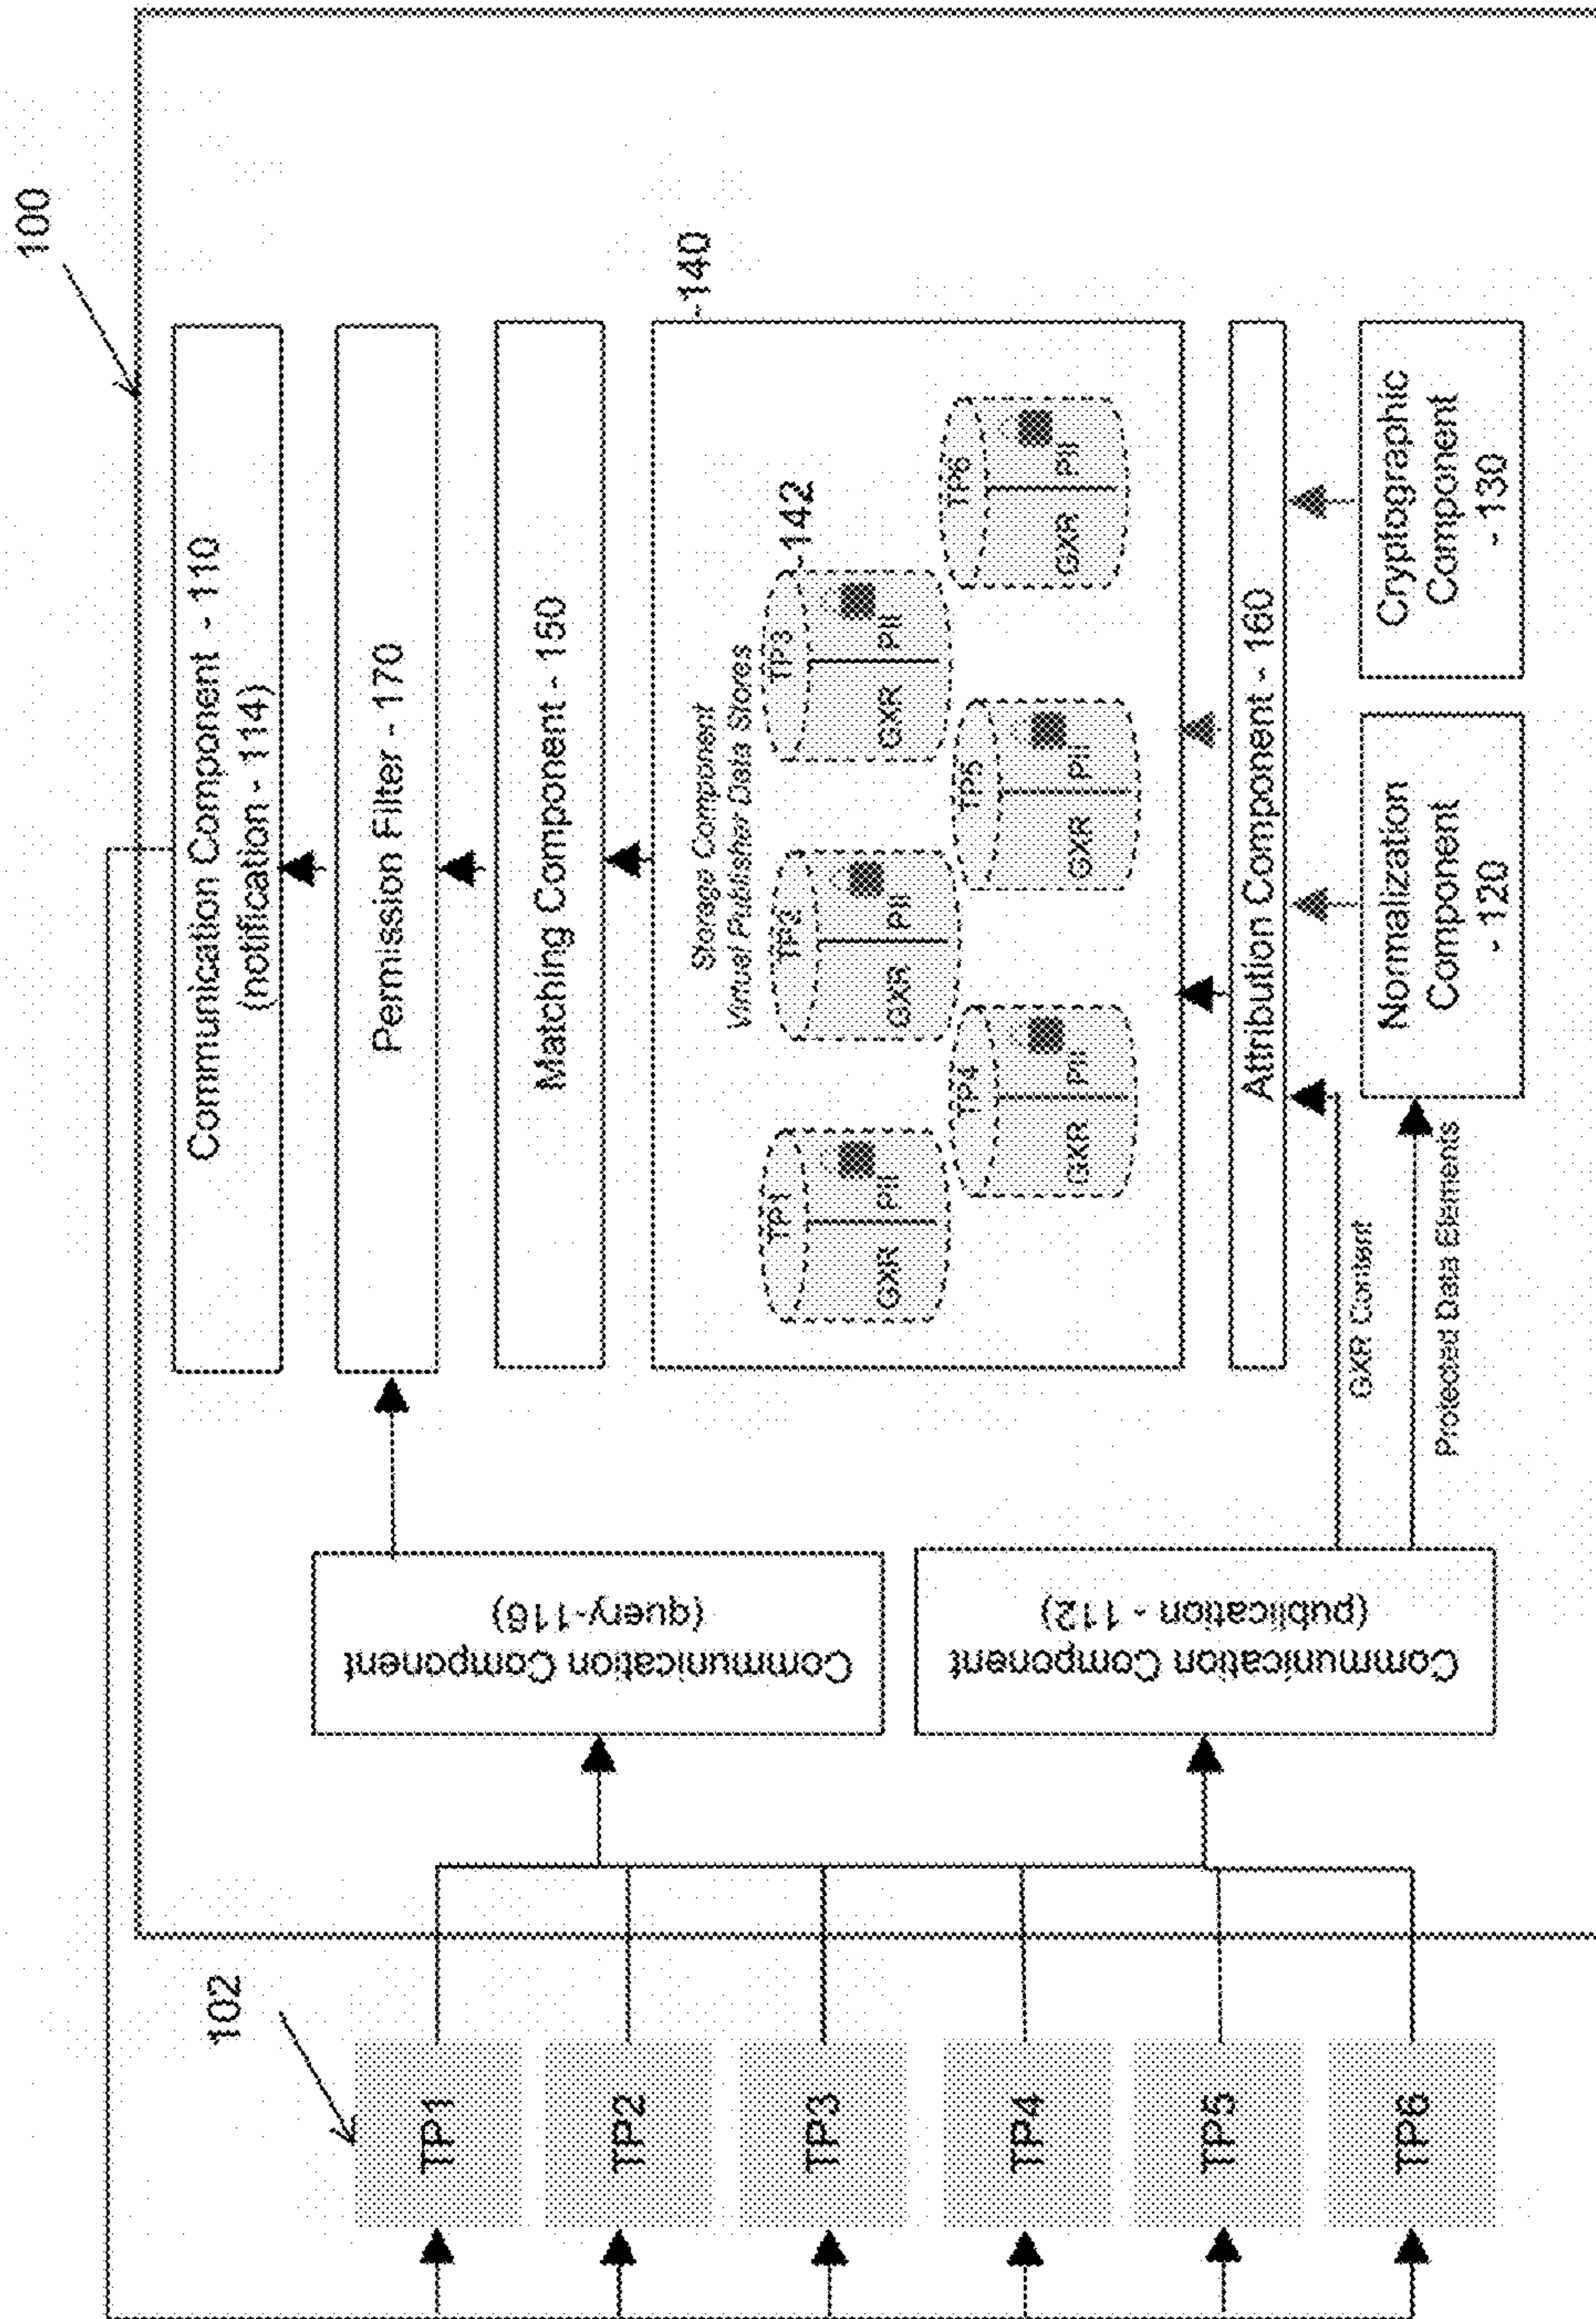 100
Communication Component - 110
(notification - 114)
Permission Filter - 170
Matching Component - 150
140
Storage Component
Virtual Publisher Data Stores
142
TP1
GXR
PII
TP2
GXR
PII
TP3
GXR
PII
TP4
GXR
PII
TP5
GXR
PII
TP6
GXR
PII
Attribution Component - 160
Normalization
Component
- 120
Cryptographic
Component
- 130
GXR Content
Protected Data Elements
Communication Component
(query-116)
Communication Component
(publication - 112)
102
TP1
TP2
TP3
TP4
TP5
TP6